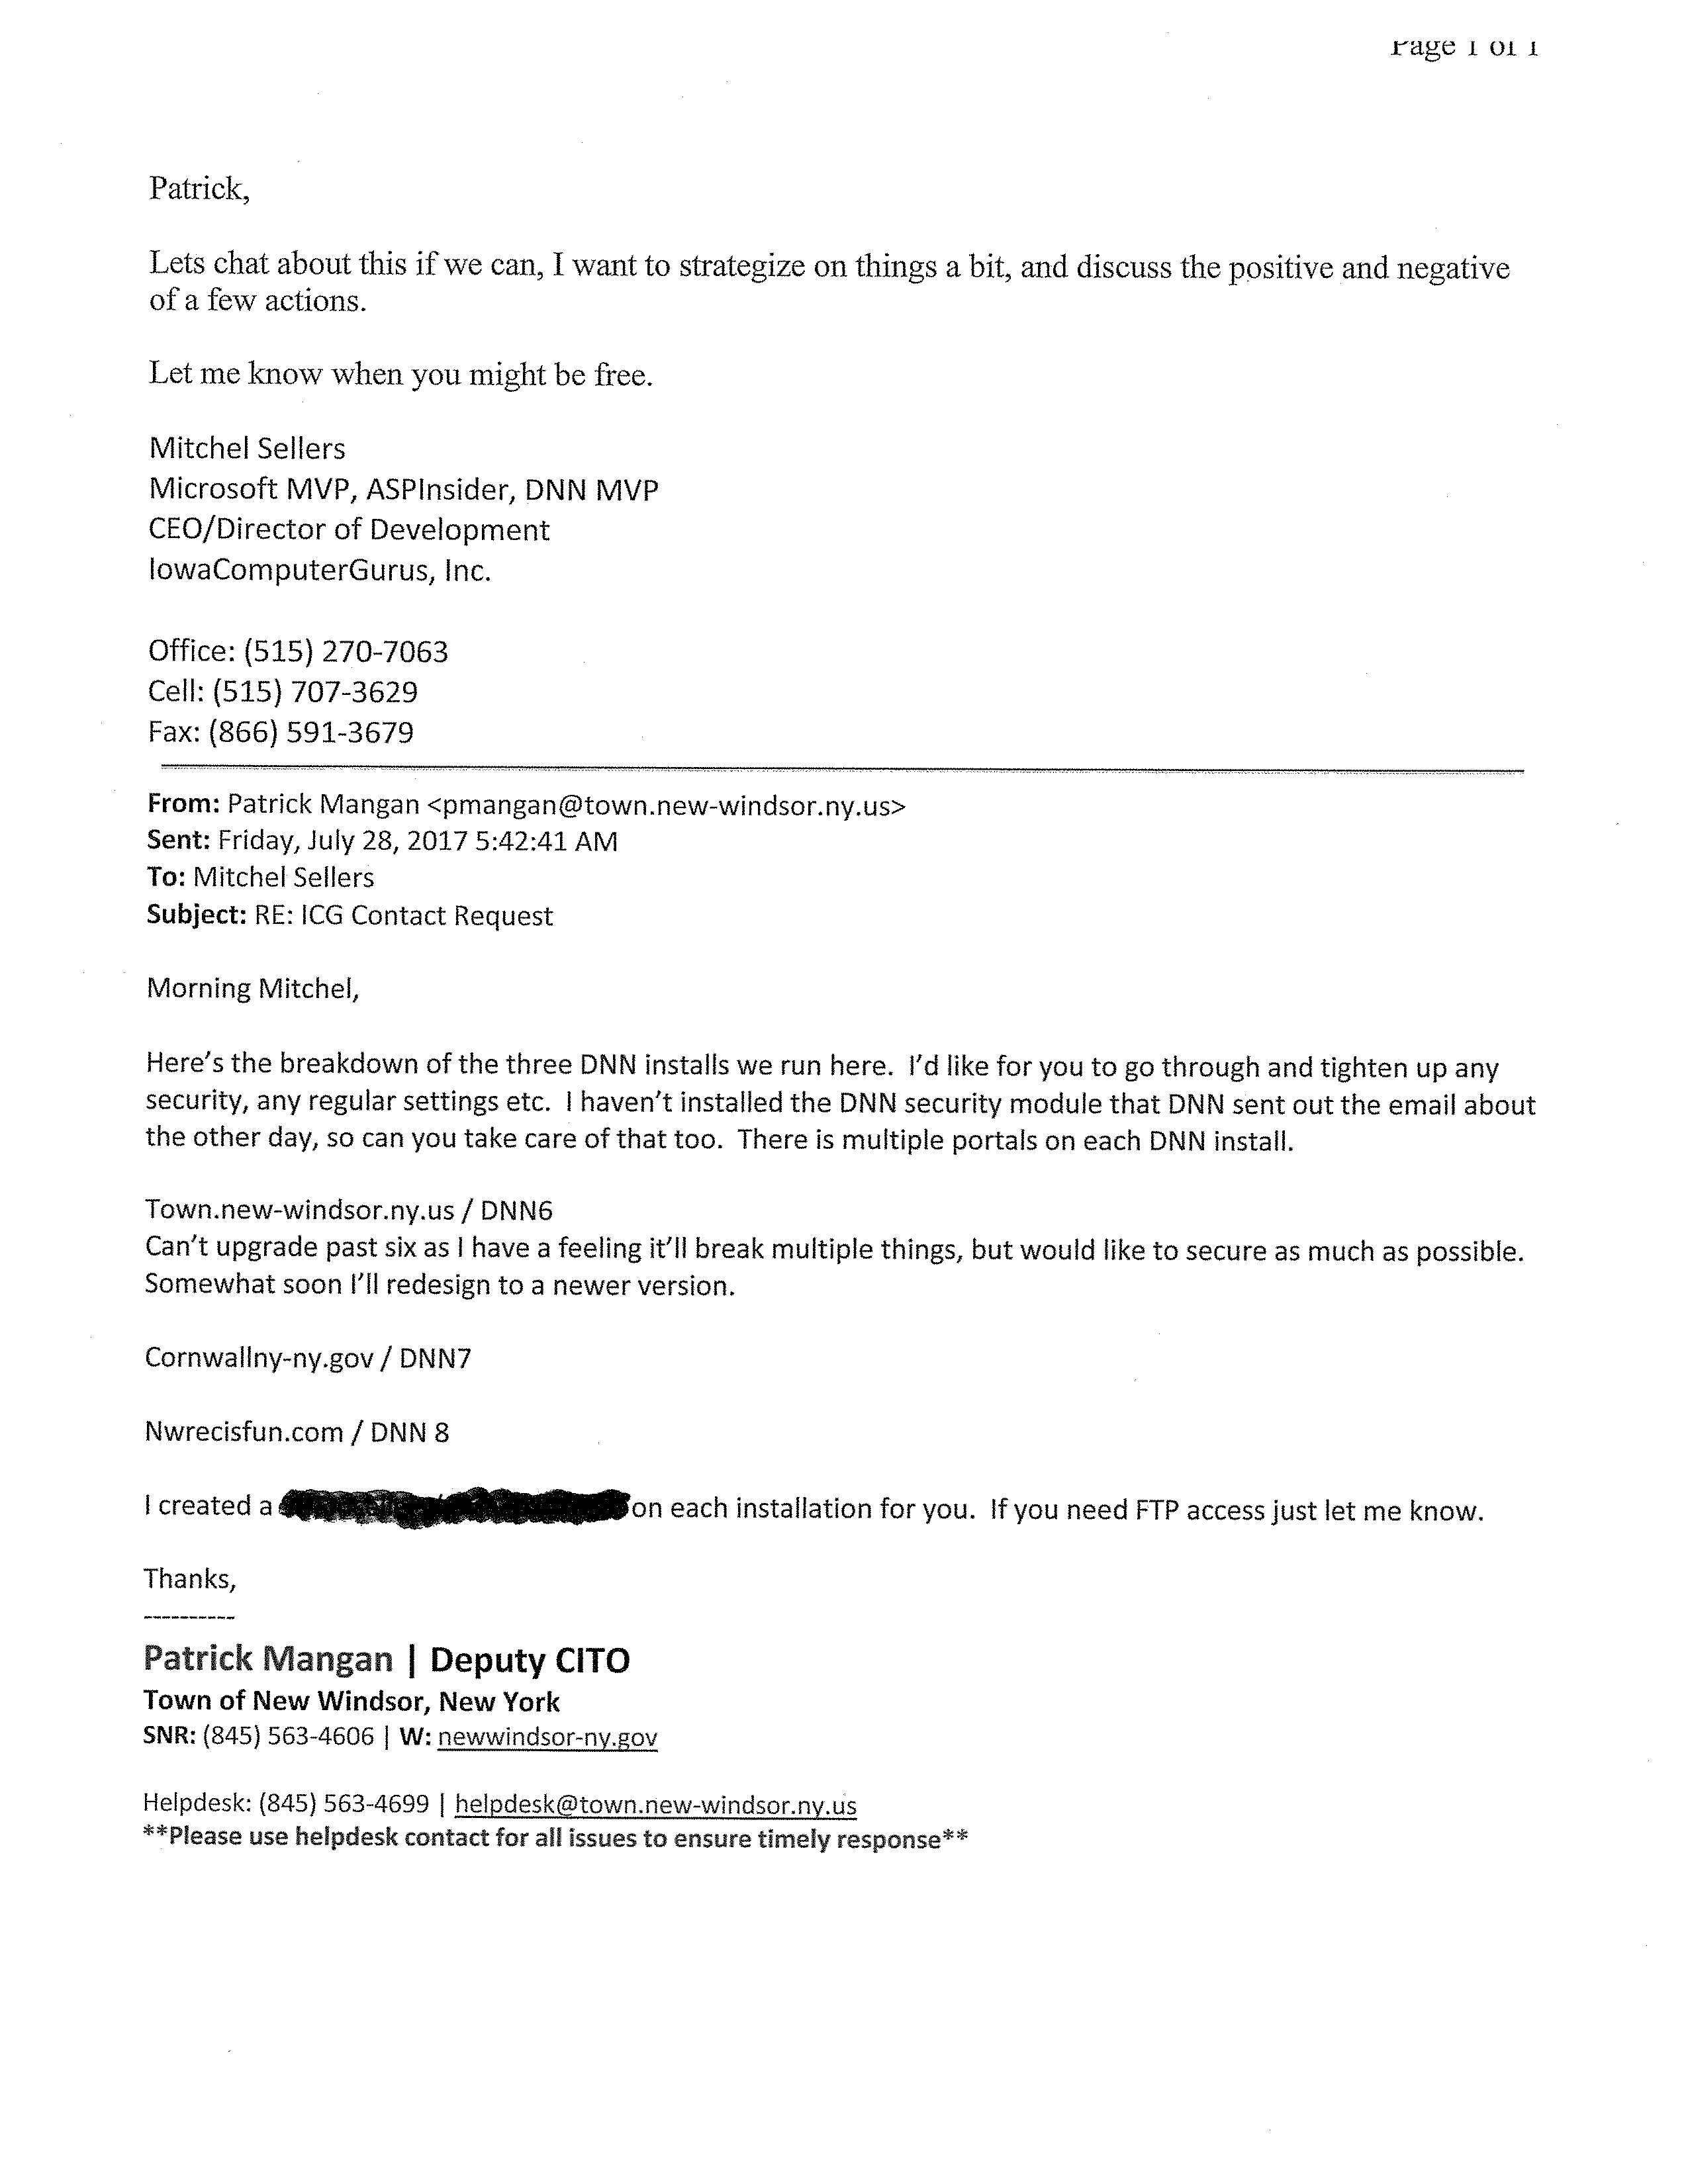 Page 1 of 1
Patrick,
Lets chat about this if we can, I want to strategize on things a bit, and discuss the positive and negative
of a few actions.
Let me know when you might be free.
Mitchel Sellers
Microsoft MVP, ASPInsider, DNN MVP
CEO/Director of Development
IowaComputerGurus, Inc.
Office: (515) 270-7063
Cell: (515) 707-3629
Fax: (866) 591-3679
From: Patrick Mangan <pmangan@town.new-windsor.ny.us>
Sent: Friday, July 28, 2017 5:42:41 AM
To: Mitchel Sellers
Subject: RE: ICG Contact Request
Morning Mitchel,
Here's the breakdown of the three DNN installs we run here.  I'd like for you to go through and tighten up any
security, any regular settings etc.  I haven't installed the DNN security module that DNN sent out the email about
the other day, so can you take care of that too.  There is multiple portals on each DNN install.
Town.new-windsor.ny.us / DNN6
Can't upgrade past six as I have a feeling it'll break multiple things, but would like to secure as much as possible.
Somewhat soon I'll redesign to a newer version.
Cornwallny-ny.gov / DNN7
Nwrecisfun.com / DNN 8
I created a on each installation for you.  If you need FTP access just let me know.
Thanks,
----------
Patrick Mangan | Deputy CITO
Town of New Windsor, New York
SNR: (845) 563-4606 | W: newwindsor-ny.gov
Helpdesk: (845) 563-4699 | helpdesk@town.new-windsor.ny.us
**Please use helpdesk contact for all issues to ensure timely response**